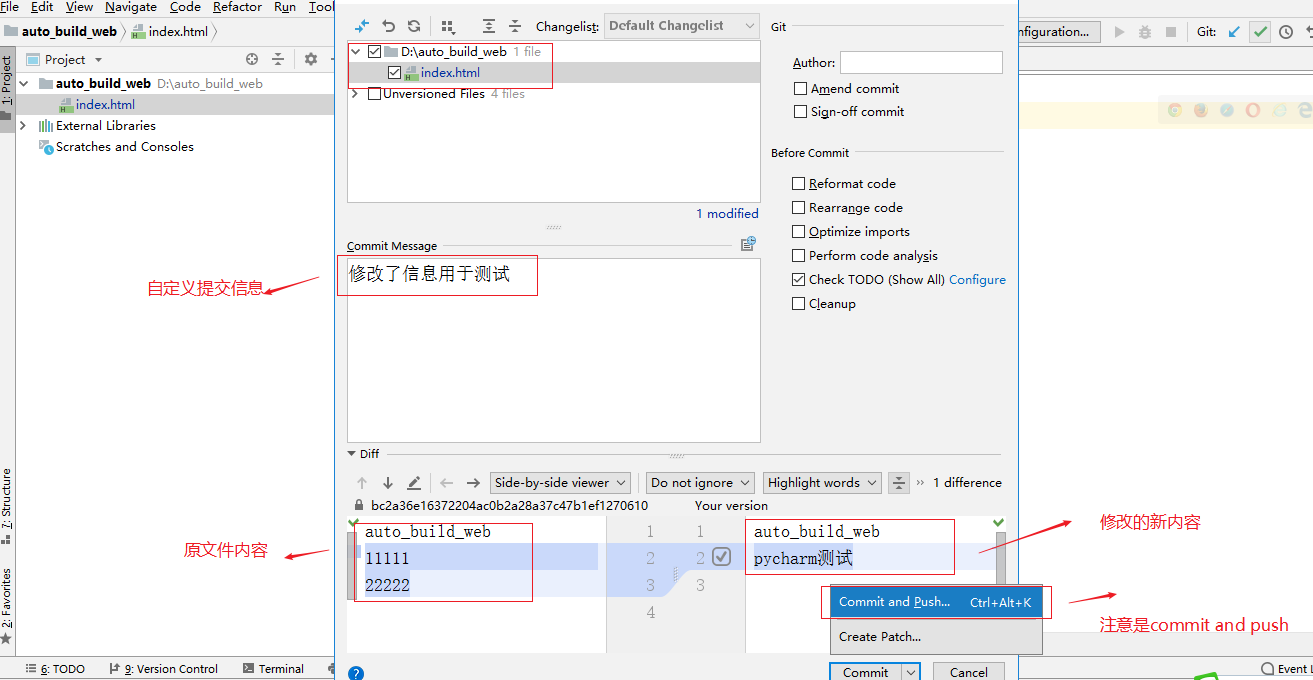 File Edit View Navigate Code Refactor Run Tool
auto_build_web index.html
1: Project
Project
auto_build_web D:\auto_build_web
index.html
External Libraries
Scratches and Consoles
Changelist: Default Changelist
D:\auto_build_web 1 file
index.html
Unversioned Files 4 files
1 modified
Commit Message
修改了信息用于测试
自定义提交信息
Git
Author:
Amend commit
Sign-off commit
Before Commit
Reformat code
Rearrange code
Optimize imports
Perform code analysis
Check TODO (Show All) Configure
Cleanup
nfiguration... Git:
Diff
Side-by-side viewer Do not ignore Highlight words 1 difference
bc2a36e16372204ac0b2a28a37c47b1ef1270610 Your version
auto_build_web 1 1 auto_build_web
11111 2 2 pycharm测试
22222 3 3
4
原文件内容
修改的新内容
Commit and Push... Ctrl+Alt+K
Create Patch...
注意是commit and push
Commit Cancel
7: Structure
2: Favorites
6: TODO 9: Version Control Terminal
?
Event L